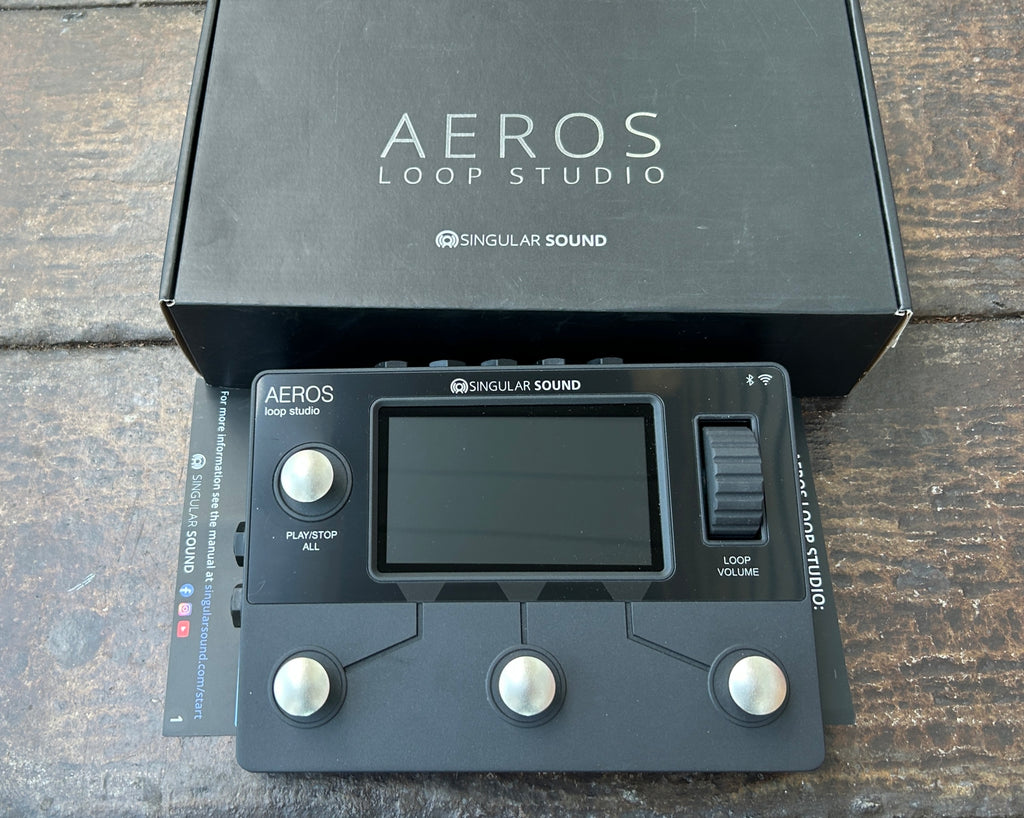 AEROS
LOOP STUDIO
SINGULAR SOUND
AEROS
loop studio
SINGULAR SOUND
PLAY/STOP
ALL
LOOP
VOLUME
For more information see the manual at singularsound.com/start
SINGULAR SOUND
1
AEROS LOOP STUDIO: